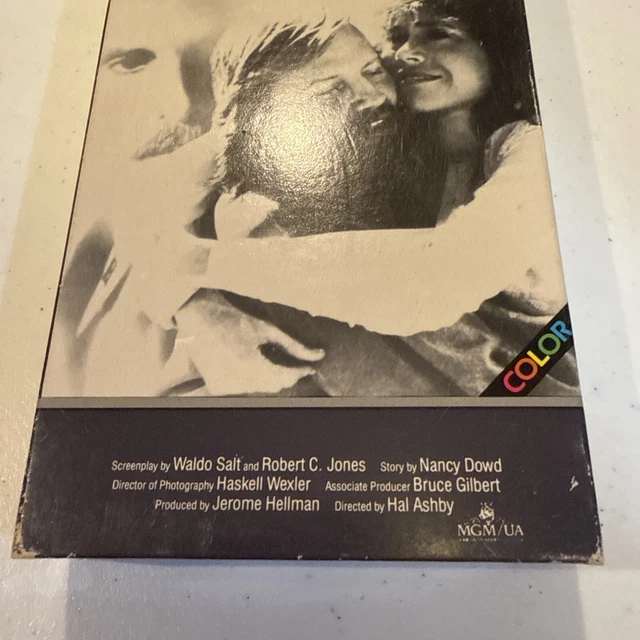 COLOR
Screenplay by Waldo Salt and Robert C. Jones Story by Nancy Dowd
Director of Photography Haskell Wexler Associate Producer Bruce Gilbert
Produced by Jerome Hellman Directed by Hal Ashby
MGM/UA